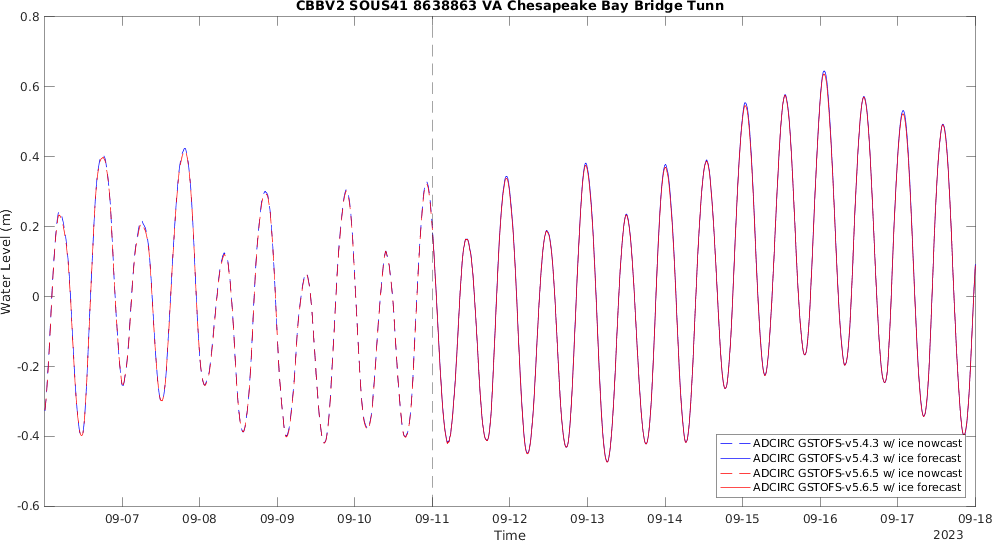 CBBV2 SOUS41 8638863 VA Chesapeake Bay Bridge Tunn
0.8
0.6
0.4
0.2
0
-0.2
-0.4
-0.6
Water Level (m)
ADCIRC GSTOFS-v5.4.3 w/ ice nowcast
ADCIRC GSTOFS-v5.4.3 w/ ice forecast
ADCIRC GSTOFS-v5.6.5 w/ ice nowcast
ADCIRC GSTOFS-v5.6.5 w/ ice forecast
09-07 09-08 09-09 09-10 09-11 09-12 09-13 09-14 09-15 09-16 09-17 09-18
Time
2023